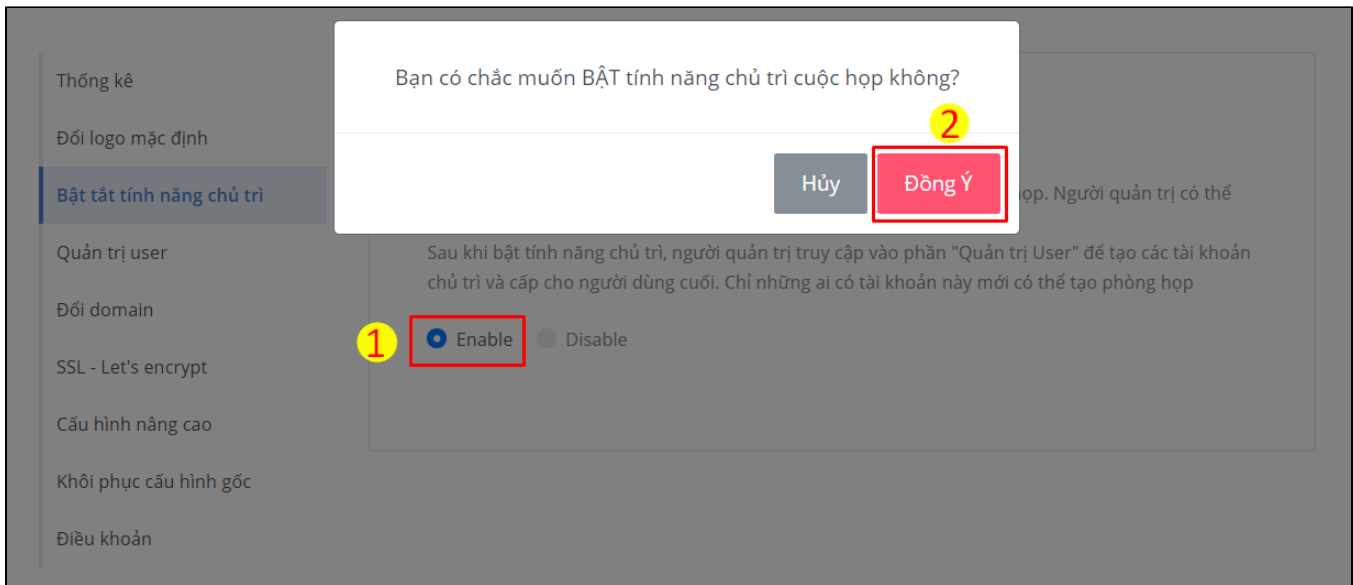 Bạn có chắc muốn BẬT tính năng chủ trì cuộc họp không?
2
Hủy
Đồng Ý
Thống kê
Đổi logo mặc định
Bật tắt tính năng chủ trì
Quản trị user
Đổi domain
SSL - Let's encrypt
Cấu hình nâng cao
Khôi phục cấu hình gốc
Điều khoản
họp. Người quản trị có thể
Sau khi bật tính năng chủ trì, người quản trị truy cập vào phần "Quản trị User" để tạo các tài khoản
chủ trì và cấp cho người dùng cuối. Chỉ những ai có tài khoản này mới có thể tạo phòng họp
1
Enable
Disable